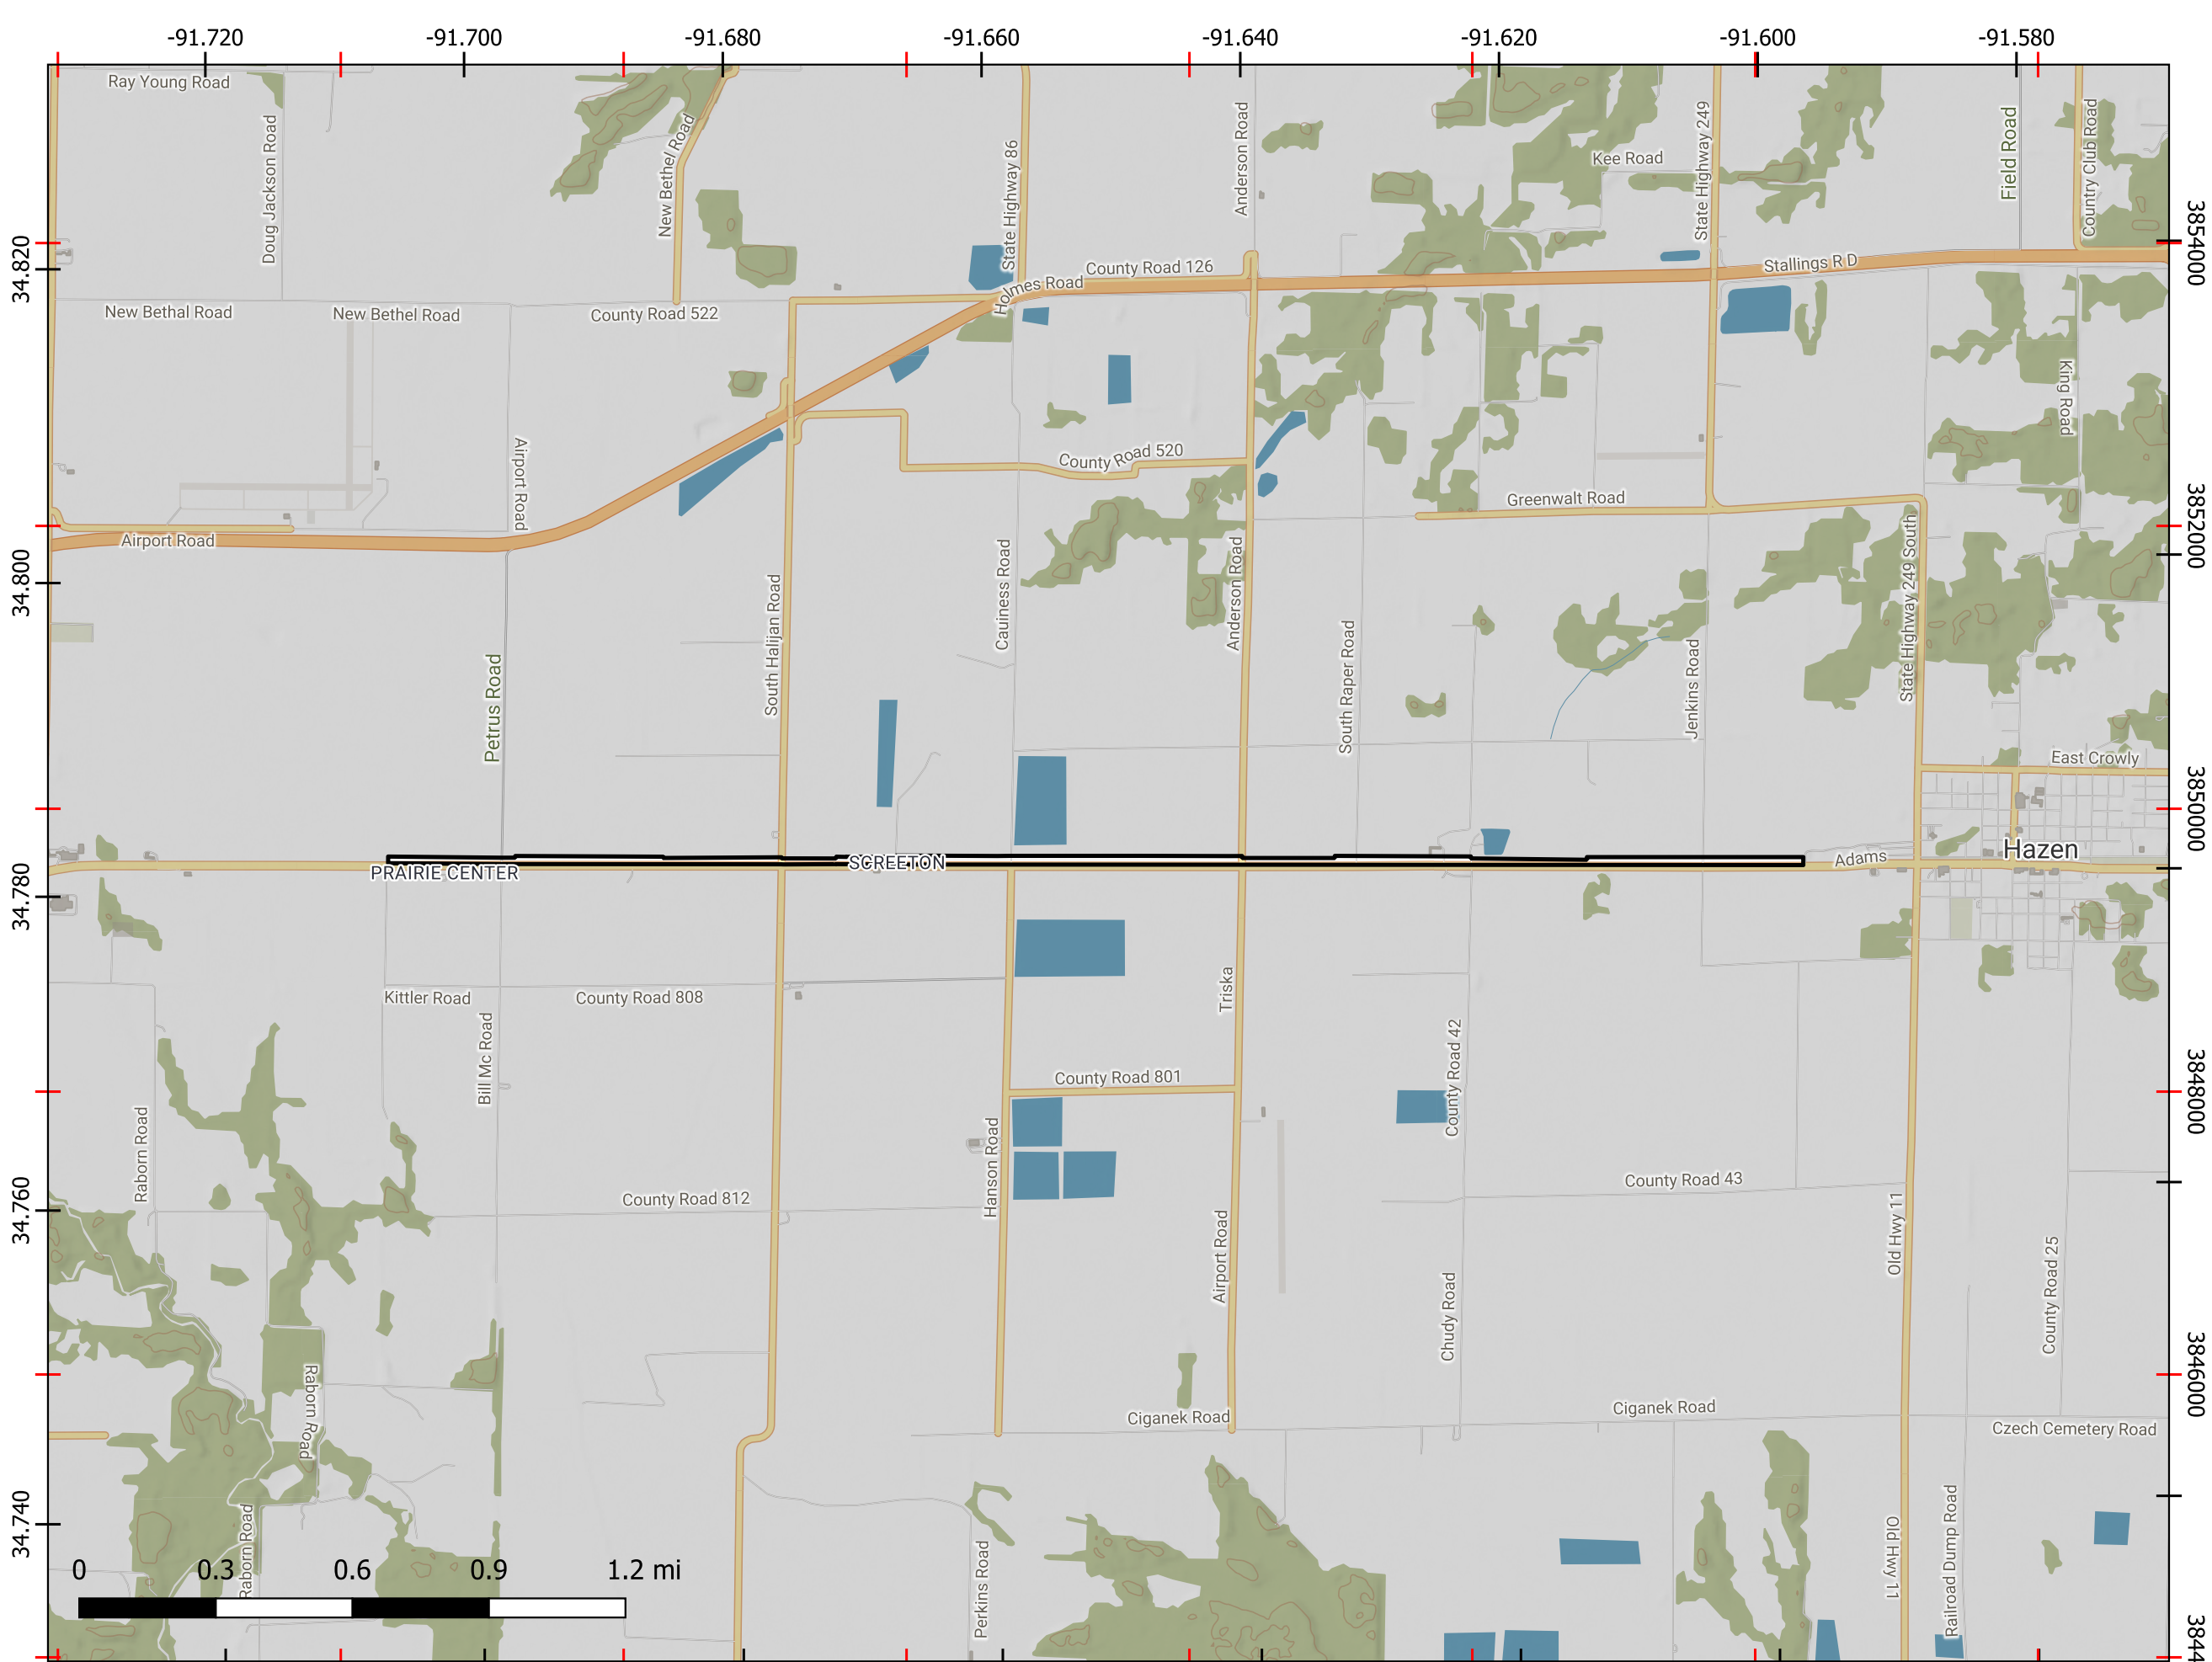 -91.720 -91.700 -91.680 -91.660 -91.640 -91.620 -91.600 -91.580
Ray Young Road
Doug Jackson Road
New Bethel Road
State Highway 86
Anderson Road
Kee Road
State Highway 249
Field Road
Country Club Road
3854000
34.820
County Road 126
Holmes Road
Stallings R D
New Bethal Road
New Bethel Road
County Road 522
King Road
Airport Road
County Road 520
Greenwalt Road
Airport Road
3852000
34.800
Cauiness Road
Anderson Road
State Highway 249 South
South Halijan Road
South Raper Road
Jenkins Road
Petrus Road
East Crowly
3850000
Hazen
Adams
SCREETON
PRAIRIE CENTER
34.780
Triska
Kittler Road
County Road 808
Bill Mc Road
County Road 42
County Road 801
3848000
Raborn Road
Hanson Road
County Road 43
County Road 812
34.760
Airport Road
Old Hwy 11
County Road 25
Chudy Road
3846000
Raborn Road
Ciganek Road
Ciganek Road
Czech Cemetery Road
34.740
Raborn Road
Perkins Road
Old Hwy 11
Railroad Dump Road
0 0.3 0.6 0.9 1.2 mi
3844